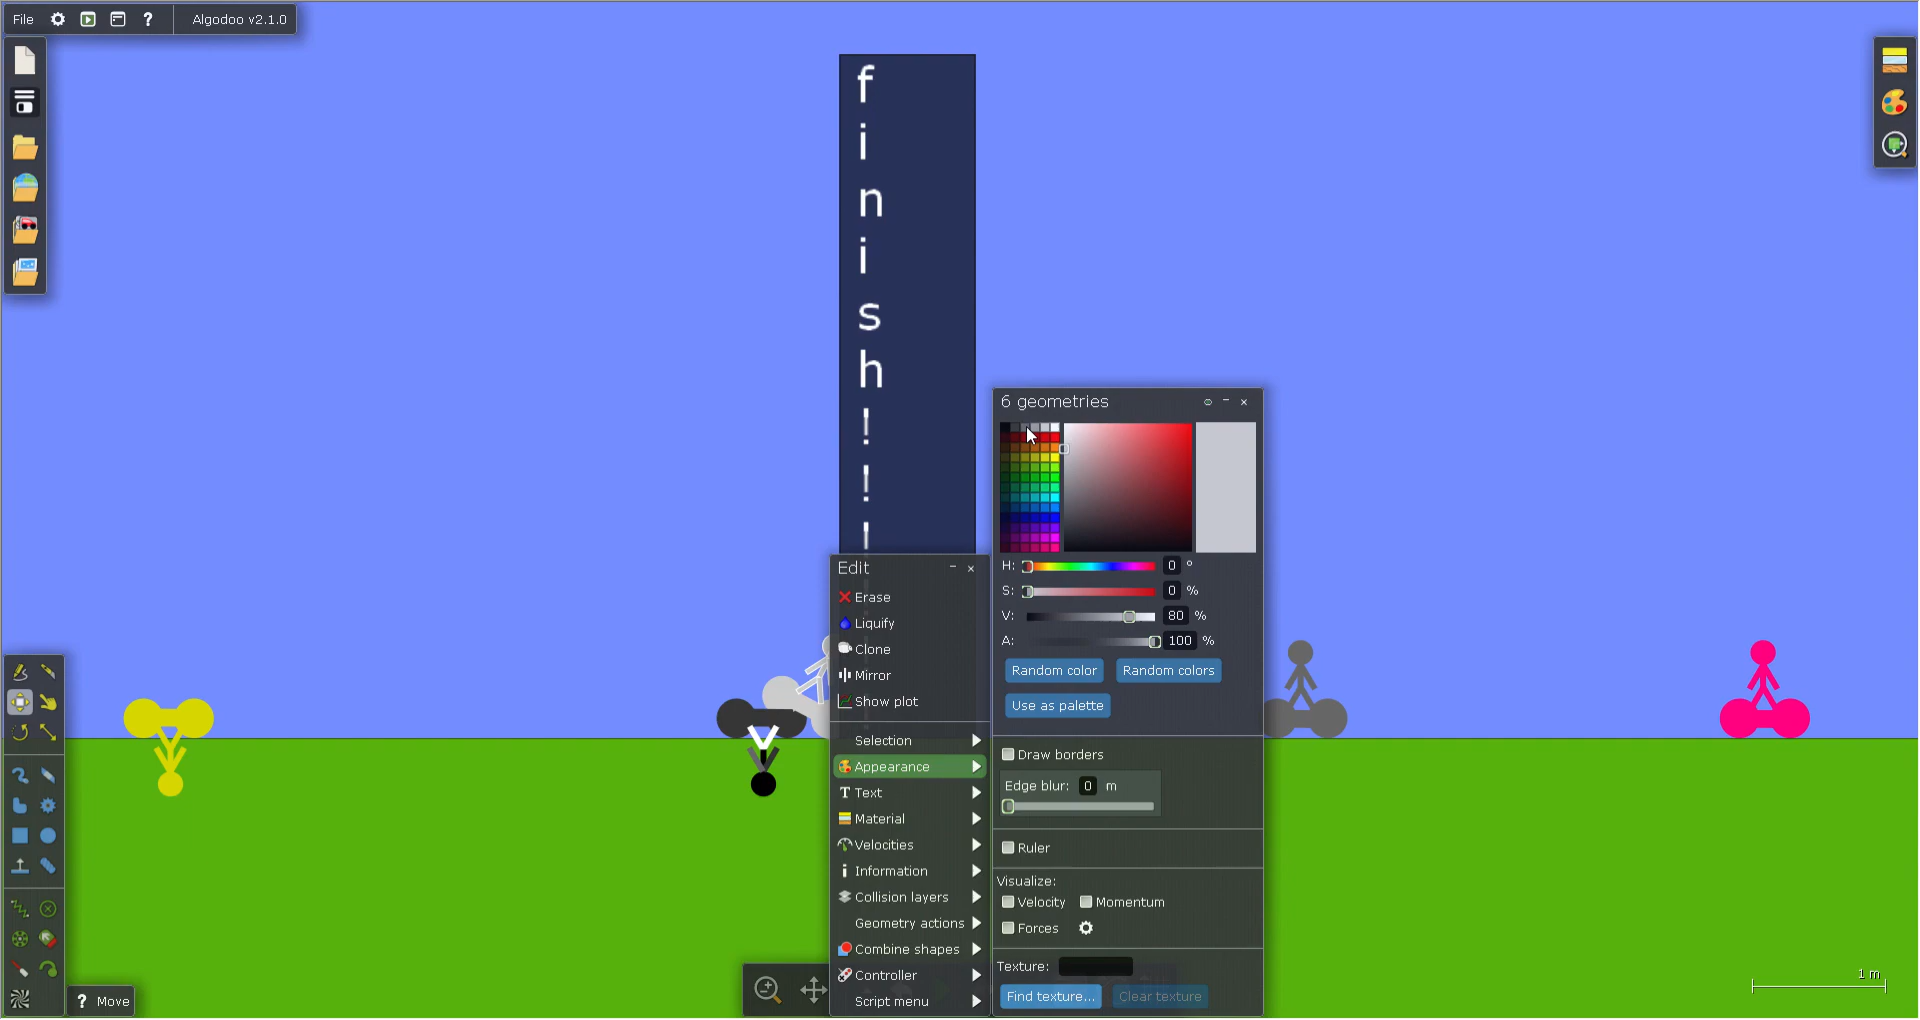 File ? Algodoo v2.1.0
f
i
n
i
s
h
!
!
!
6 geometries
H: 0 °
S: 0 %
V: 80 %
A: 100 %
Random color Random colors
Use as palette
Draw borders
Edge blur: 0 m
Ruler
Visualize:
Velocity Momentum
Forces
Texture:
Find texture... Clear texture
Edit
Erase
Liquify
Clone
Mirror
Show plot
Selection
Appearance
T Text
Material
Velocities
i Information
Collision layers
Geometry actions
Combine shapes
Controller
Script menu
? Move
1 m